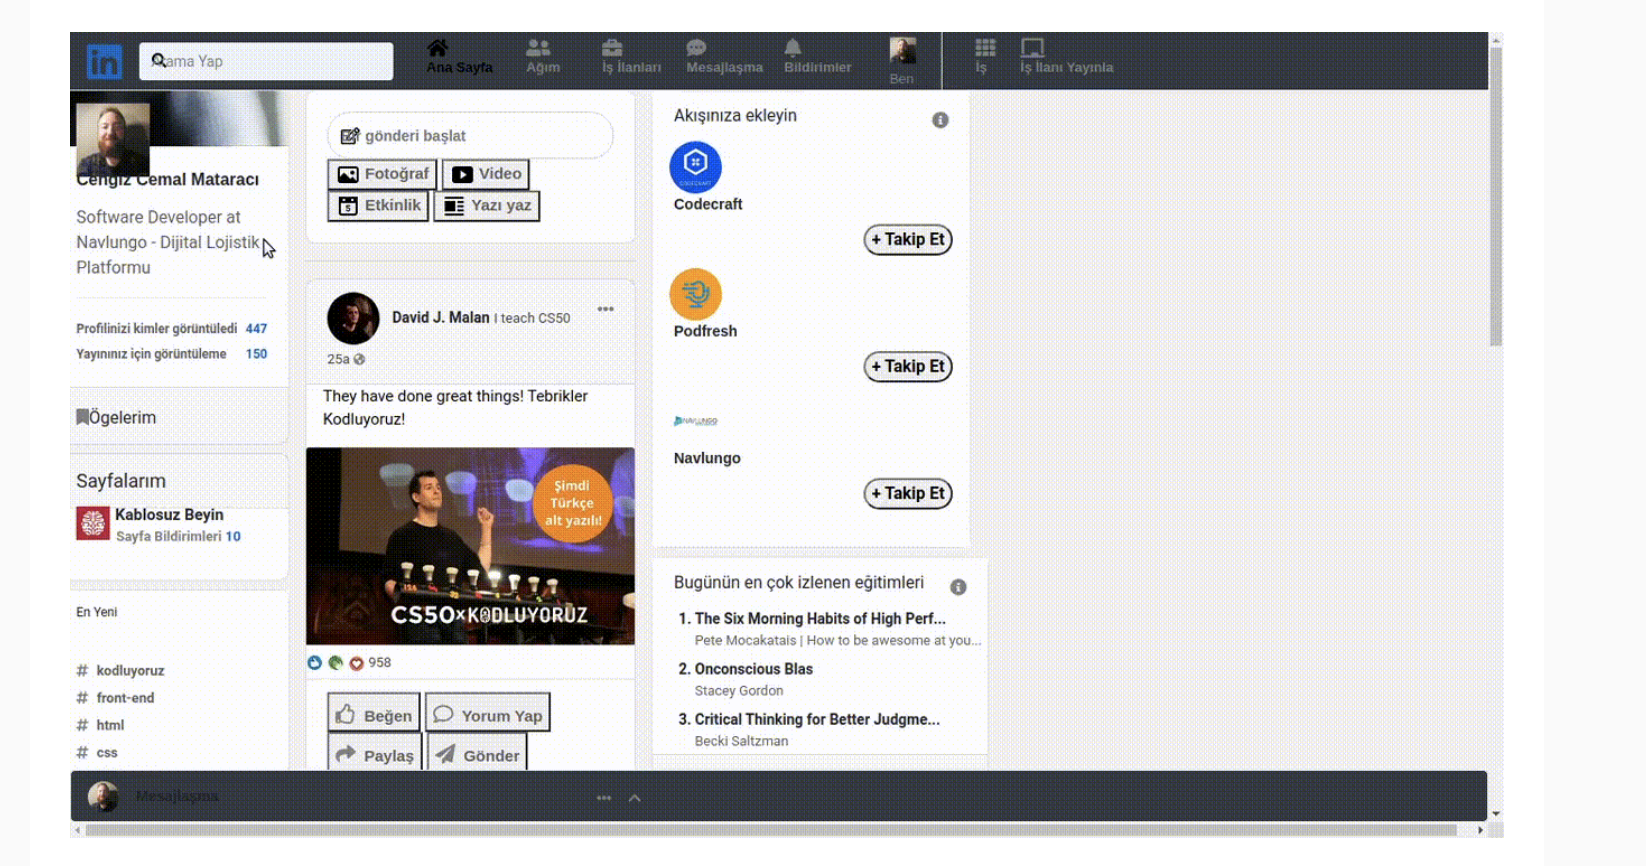 in
Arama Yap
Ana Sayfa
Ağım
İş İlanları
Mesajlaşma
Bildirimler
Ben
İş
İş İlanı Yayınla
Cengiz Cemal Mataracı
Software Developer at
Navlungo - Dijital Lojistik
Platformu
Profilinizi kimler görüntüledi 447
Yayınınız için görüntüleme 150
Ögelerim
Sayfalarım
Kablosuz Beyin
Sayfa Bildirimleri 10
En Yeni
# kodluyoruz
# front-end
# html
# css
gönderi başlat
Fotoğraf
Video
Etkinlik
Yazı yaz
David J. Malan I teach CS50
25a
They have done great things! Tebrikler
Kodluyoruz!
Şimdi
Türkçe
alt yazılı!
CS50×KODLUYORUZ
958
Beğen
Yorum Yap
Paylaş
Gönder
Akışınıza ekleyin
CODECRAFT
Codecraft
+ Takip Et
Podfresh
+ Takip Et
NAVLUNGO
Navlungo
+ Takip Et
Bugünün en çok izlenen eğitimleri
1. The Six Morning Habits of High Perf...
Pete Mocakatais | How to be awesome at you...
2. Onconscious Blas
Stacey Gordon
3. Critical Thinking for Better Judgme...
Becki Saltzman
Mesajlaşma